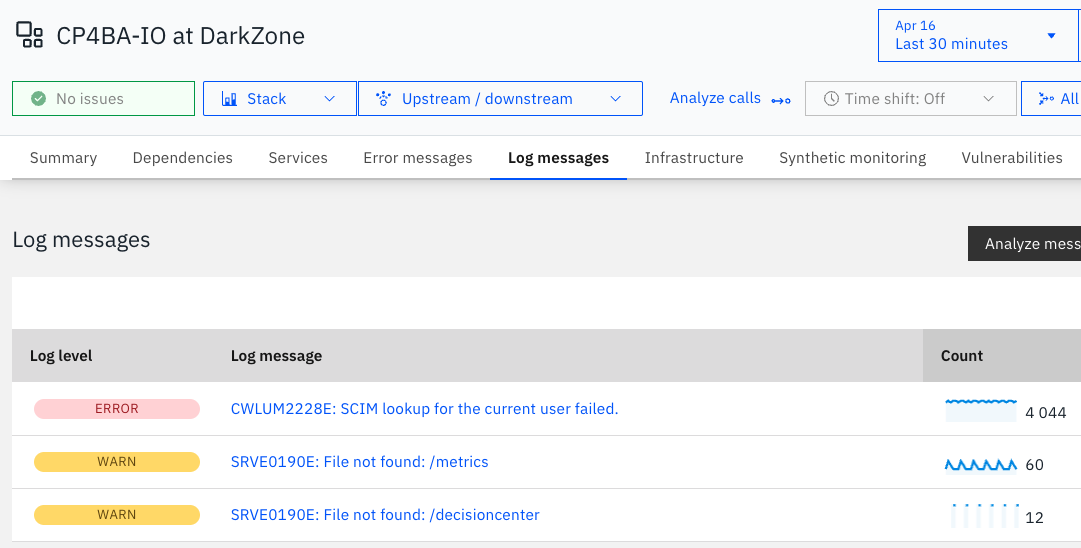 CP4BA-IO at DarkZone
Apr 16
Last 30 minutes
No issues
Stack
Upstream / downstream
Analyze calls
Time shift: Off
All
Summary
Dependencies
Services
Error messages
Log messages
Infrastructure
Synthetic monitoring
Vulnerabilities
Log messages
Analyze mess
Log level
Log message
Count
ERROR
CWLUM2228E: SCIM lookup for the current user failed.
4 044
WARN
SRVE0190E: File not found: /metrics
60
WARN
SRVE0190E: File not found: /decisioncenter
12